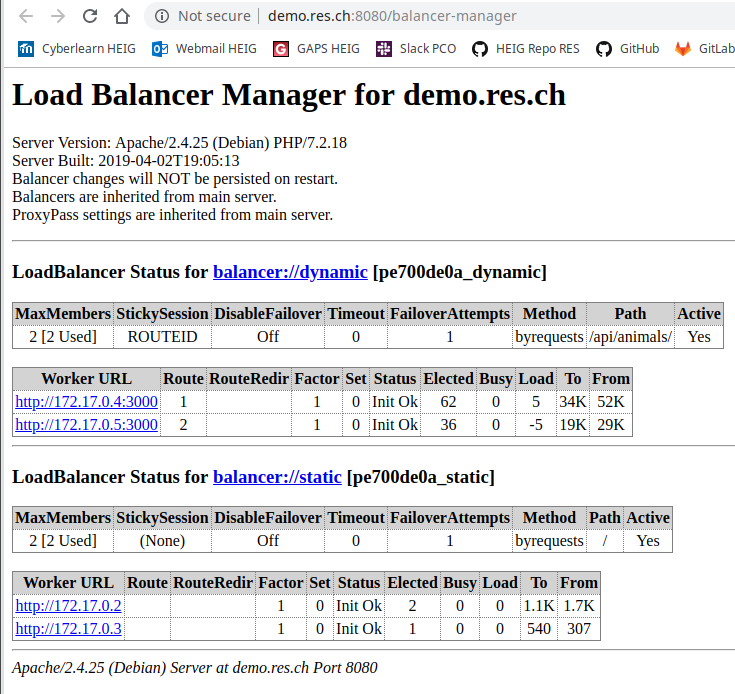 Not secure | demo.res.ch:8080/balancer-manager
Cyberlearn HEIG Webmail HEIG GAPS HEIG Slack PCO HEIG Repo RES GitHub GitLab
Load Balancer Manager for demo.res.ch
Server Version: Apache/2.4.25 (Debian) PHP/7.2.18
Server Built: 2019-04-02T19:05:13
Balancer changes will NOT be persisted on restart.
Balancers are inherited from main server.
ProxyPass settings are inherited from main server.
LoadBalancer Status for balancer://dynamic [pe700de0a_dynamic]
MaxMembers StickySession DisableFailover Timeout FailoverAttempts Method Path Active
2 [2 Used] ROUTEID Off 0 1 byrequests /api/animals/ Yes
Worker URL Route RouteRedir Factor Set Status Elected Busy Load To From
http://172.17.0.4:3000 1 1 0 Init Ok 62 0 5 34K 52K
http://172.17.0.5:3000 2 1 0 Init Ok 36 0 -5 19K 29K
LoadBalancer Status for balancer://static [pe700de0a_static]
MaxMembers StickySession DisableFailover Timeout FailoverAttempts Method Path Active
2 [2 Used] (None) Off 0 1 byrequests / Yes
Worker URL Route RouteRedir Factor Set Status Elected Busy Load To From
http://172.17.0.2 1 0 Init Ok 2 0 0 1.1K 1.7K
http://172.17.0.3 1 0 Init Ok 1 0 0 540 307
Apache/2.4.25 (Debian) Server at demo.res.ch Port 8080